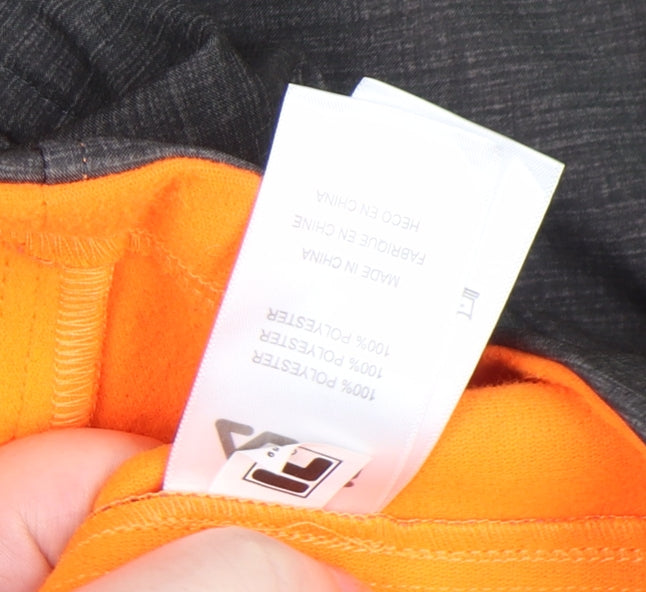 100% POLYESTER
100% POLYESTER
100% POLYESTER
MADE IN CHINA
FABRIQUE EN CHINE
HECO EN CHINA